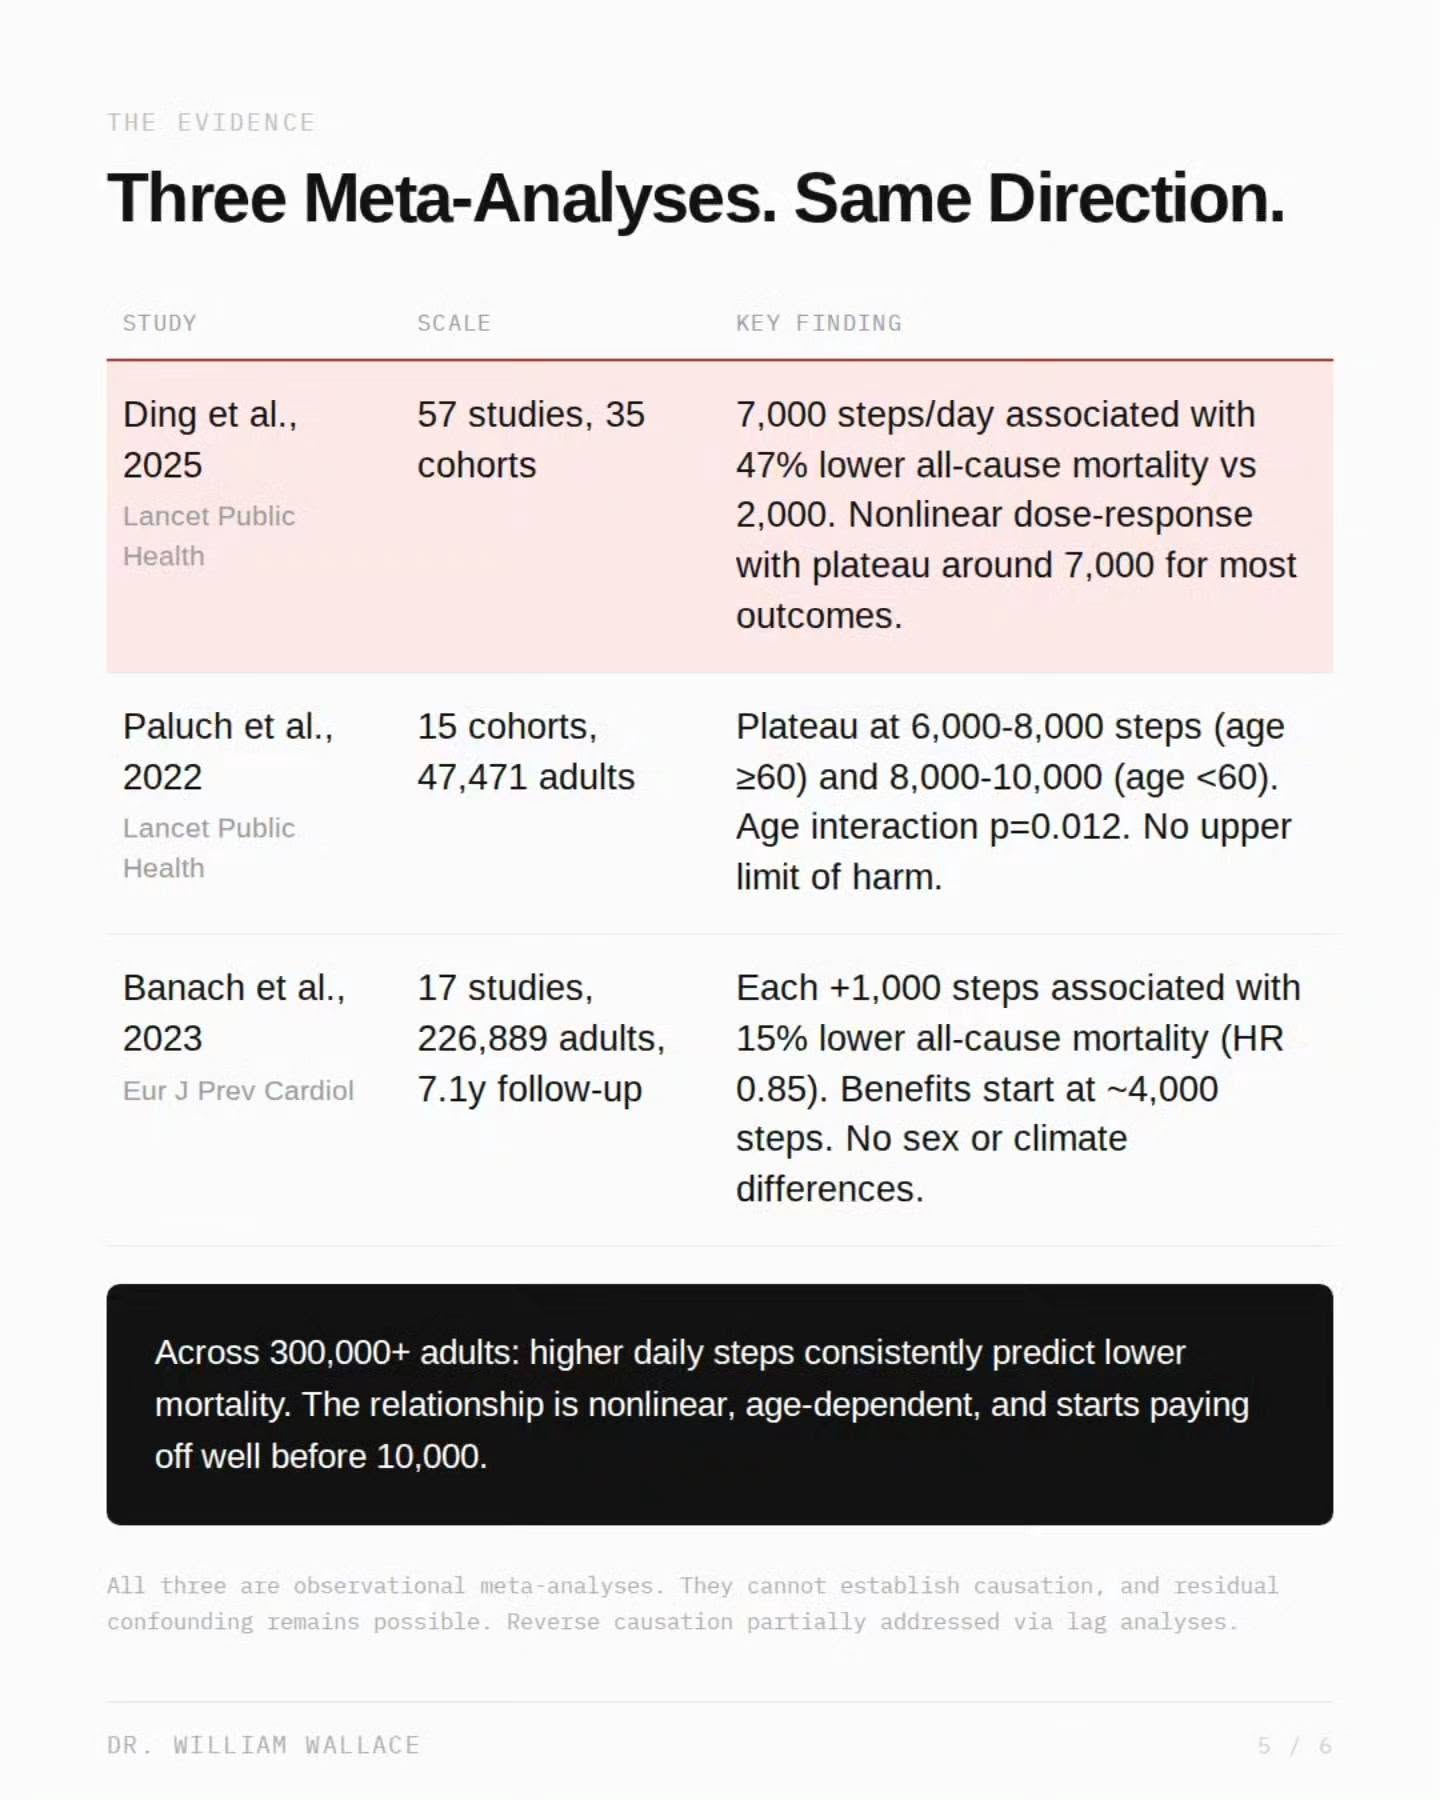 THE EVIDENCE
Three Meta-Analyses. Same Direction.
STUDY SCALE KEY FINDING
Ding et al.,
2025
Lancet Public
Health
57 studies, 35
cohorts
7,000 steps/day associated with
47% lower all-cause mortality vs
2,000. Nonlinear dose-response
with plateau around 7,000 for most
outcomes.
Paluch et al.,
2022
Lancet Public
Health
15 cohorts,
47,471 adults
Plateau at 6,000-8,000 steps (age
≥60) and 8,000-10,000 (age <60).
Age interaction p=0.012. No upper
limit of harm.
Banach et al.,
2023
Eur J Prev Cardiol
17 studies,
226,889 adults,
7.1y follow-up
Each +1,000 steps associated with
15% lower all-cause mortality (HR
0.85). Benefits start at ~4,000
steps. No sex or climate
differences.
Across 300,000+ adults: higher daily steps consistently predict lower
mortality. The relationship is nonlinear, age-dependent, and starts paying
off well before 10,000.
All three are observational meta-analyses. They cannot establish causation, and residual
confounding remains possible. Reverse causation partially addressed via lag analyses.
DR. WILLIAM WALLACE
5 / 6